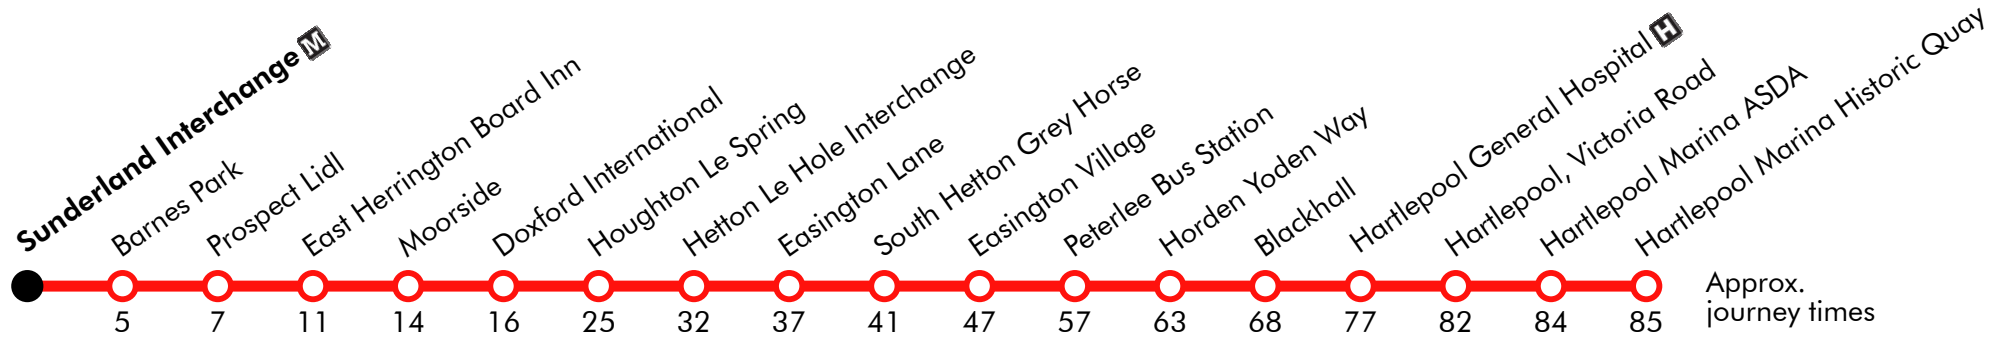 Sunderland Interchange M
Barnes Park
Prospect Lidl
East Herrington Board Inn
Moorside
Doxford International
Houghton Le Spring
Hetton Le Hole Interchange
Easington Lane
South Hetton Grey Horse
Easington Village
Peterlee Bus Station
Horden Yoden Way
Blackhall
Hartlepool General Hospital H
Hartlepool, Victoria Road
Hartlepool Marina ASDA
Hartlepool Marina Historic Quay
5 7 11 14 16 25 32 37 41 47 57 63 68 77 82 84 85
Approx.
journey times